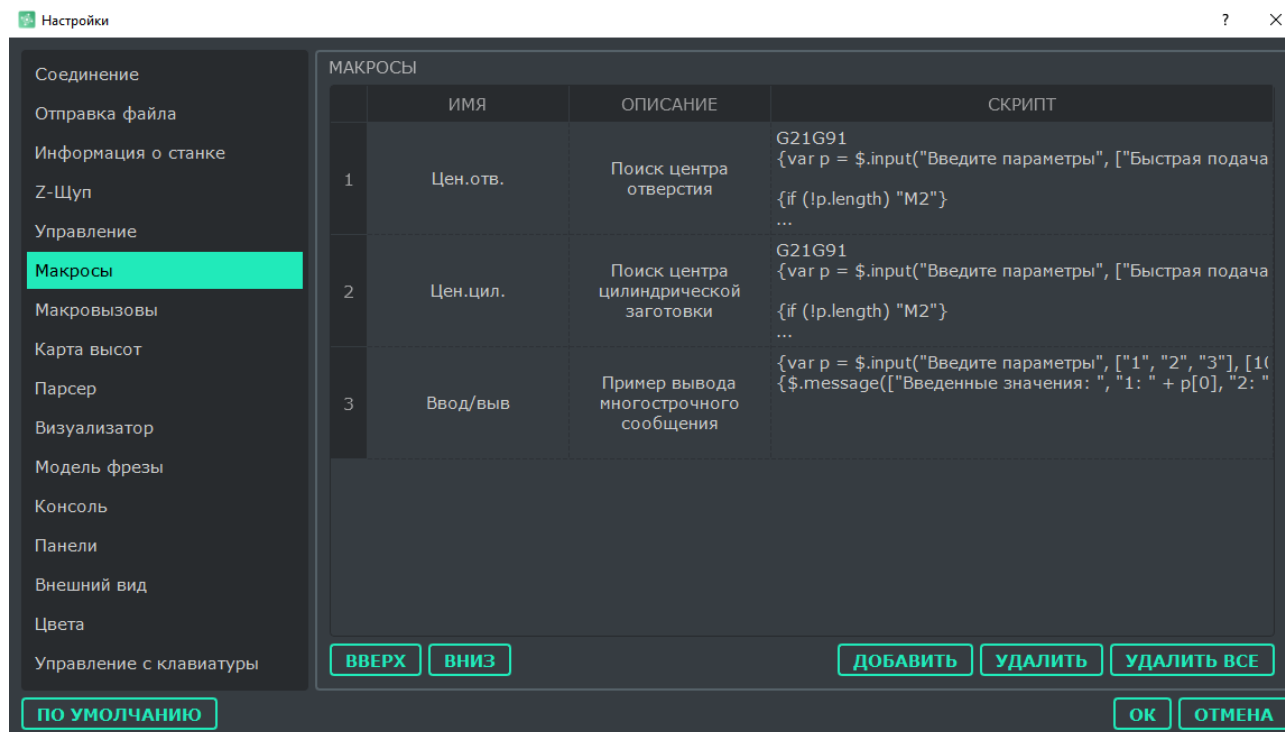 Настройки
?
Соединение
Отправка файла
Информация о станке
Z-Щуп
Управление
Макросы
Макровызовы
Карта высот
Парсер
Визуализатор
Модель фрезы
Консоль
Панели
Внешний вид
Цвета
Управление с клавиатуры
МАКРОСЫ
ИМЯ
ОПИСАНИЕ
СКРИПТ
1
Цен.отв.
Поиск центра
отверстия
G21G91
{var p = $.input("Введите параметры", ["Быстрая подача
{if (!p.length) "M2"}
...
2
Цен.цил.
Поиск центра
цилиндрической
заготовки
G21G91
{var p = $.input("Введите параметры", ["Быстрая подача
{if (!p.length) "M2"}
...
3
Ввод/выв
Пример вывода
многострочного
сообщения
{var p = $.input("Введите параметры", ["1", "2", "3"], [1
{$.message(["Введенные значения: ", "1: " + p[0], "2: "
ВВЕРХ
ВНИЗ
ДОБАВИТЬ
УДАЛИТЬ
УДАЛИТЬ ВСЕ
ПО УМОЛЧАНИЮ
ОК
ОТМЕНА